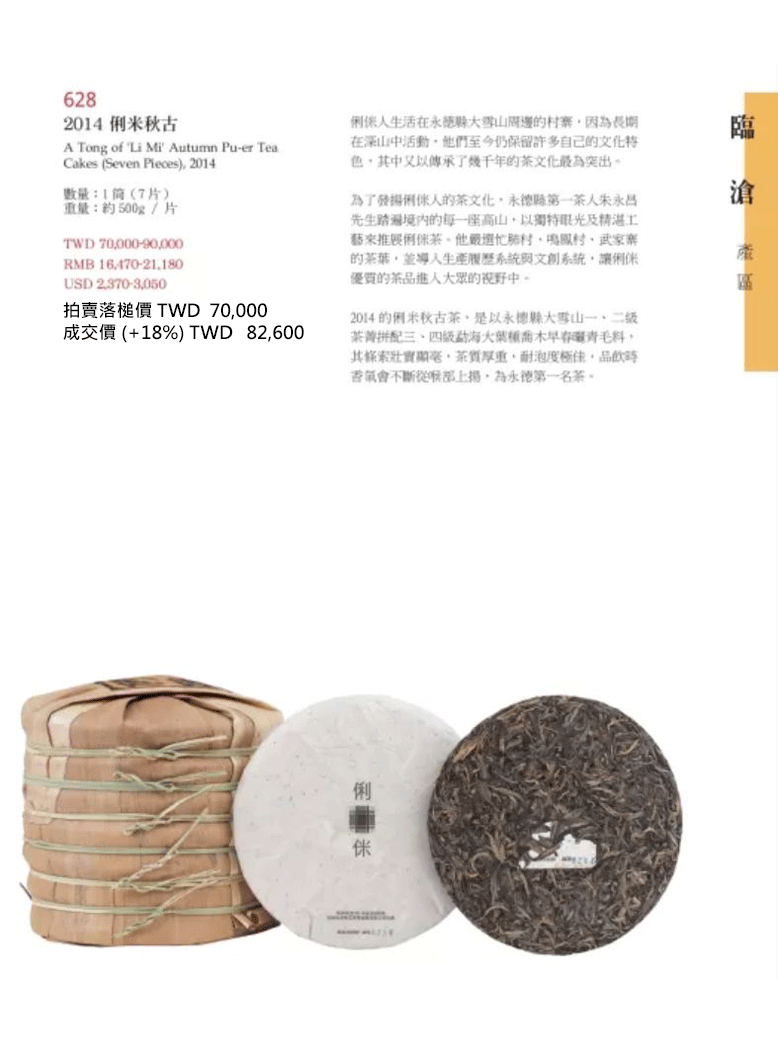 628
2014 俐米秋古
A Tong of 'Li Mi' Autumn Pu-er Tea
Cakes (Seven Pieces), 2014
數量：1 筒（7 片）
重量：約 500g / 片
TWD 70,000-90,000
RMB 16,470-21,180
USD 2,370-3,050
拍賣落槌價 TWD 70,000
成交價 (+18%) TWD 82,600
俐侎人生活在永德縣大雪山周邊的村寨，因為長期
在深山中活動，他們至今仍保留許多自己的文化特
色，其中又以傳承了幾千年的茶文化最為突出。
為了發揚俐侎人的茶文化，永德縣第一茶人朱永昌
先生踏遍境內的每一座高山，以獨特眼光及精湛工
藝來推展俐侎茶。他嚴選忙肺村、鳴鳳村、武家寨
的茶葉，並導入生產履歷系統與文創系統，讓俐侎
優質的茶品進入大眾的視野中。
2014 的俐米秋古茶，是以永德縣大雪山一、二級
茶菁拼配三、四級勐海大葉種喬木早春曬青毛料，
其條索壯實顯毫，茶質厚重，耐泡度極佳，品飲時
香氣會不斷從喉部上揚，為永德第一名茶。
臨滄
產區
俐
侎